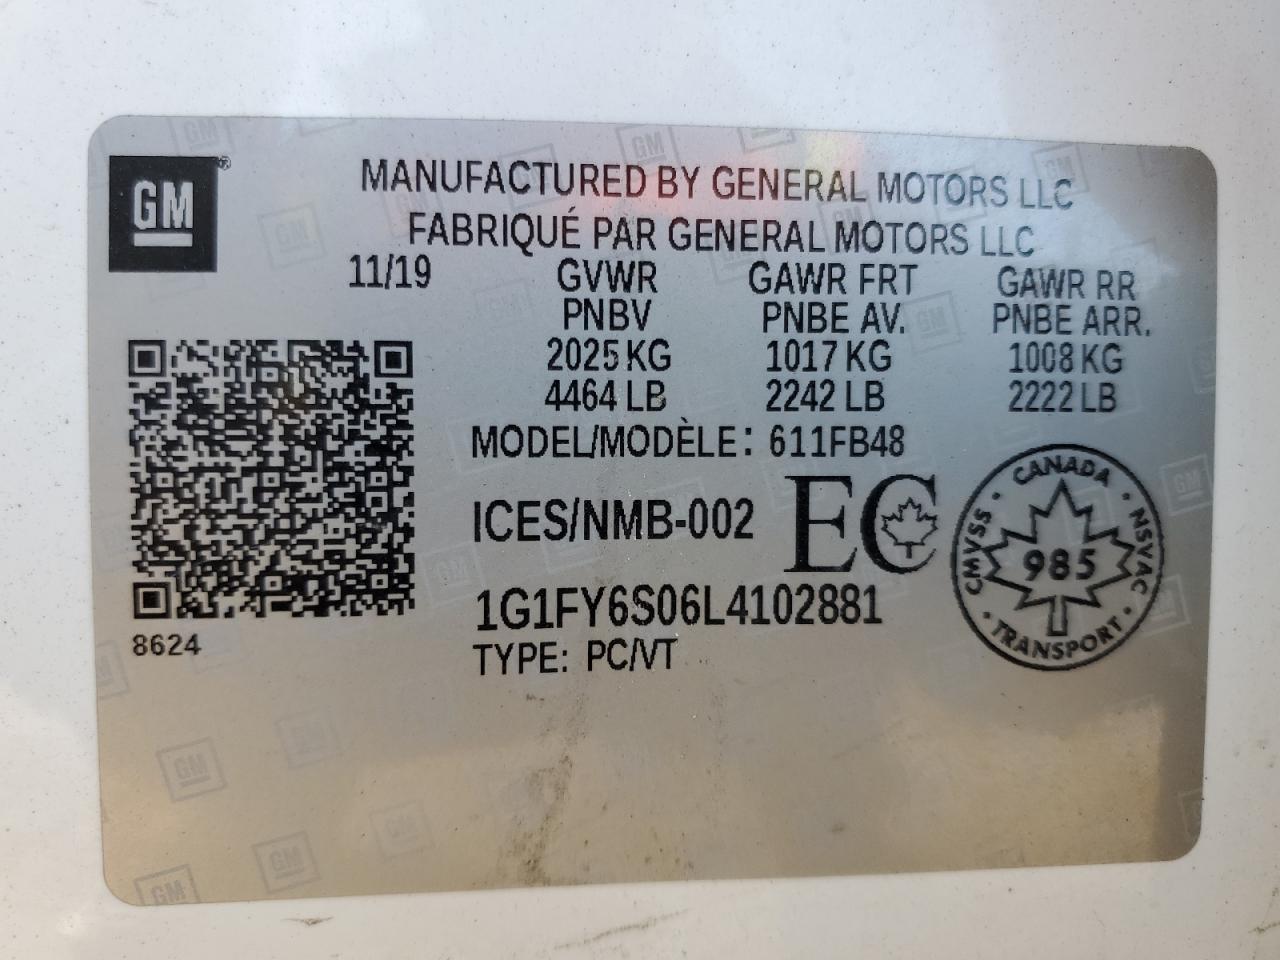 GM
MANUFACTURED BY GENERAL MOTORS LLC
FABRIQUÉ PAR GENERAL MOTORS LLC
11/19 GVWR GAWR FRT GAWR RR
PNBV PNBE AV. PNBE ARR.
2025 KG 1017 KG 1008 KG
4464 LB 2242 LB 2222 LB
MODEL/MODÈLE: 611FB48
ICES/NMB-002 EC
CANADA
CMVSS 985 NSVAC
TRANSPORT
1G1FY6S06L4102881
8624
TYPE: PC/VT